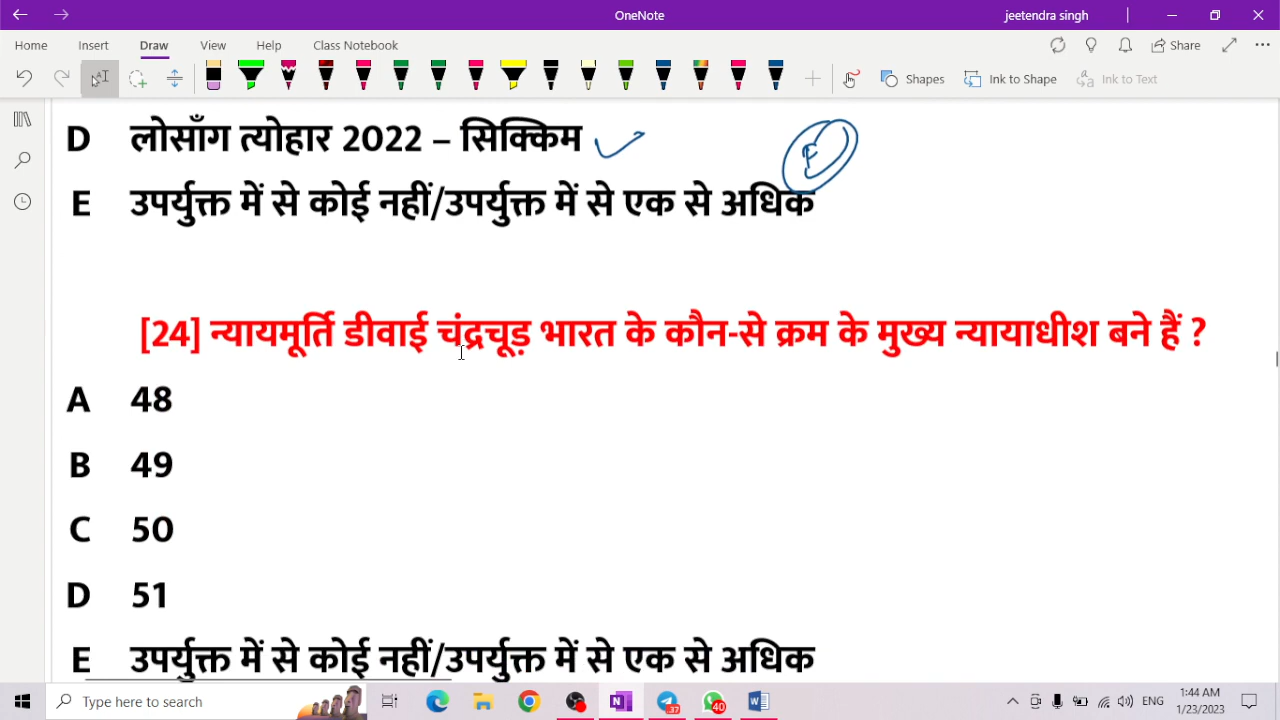 OneNote
jeetendra singh
Home Insert Draw View Help Class Notebook
Share
Shapes Ink to Shape Ink to Text
D लोसाँग त्योहार 2022 – सिक्किम
E
E उपर्युक्त में से कोई नहीं/उपर्युक्त में से एक से अधिक
[24] न्यायमूर्ति डीवाई चंद्रचूड़ भारत के कौन-से क्रम के मुख्य न्यायाधीश बने हैं ?
A 48
B 49
C 50
D 51
E उपर्युक्त में से कोई नहीं/उपर्युक्त में से एक से अधिक
Type here to search
37
40
ENG
1:44 AM
1/23/2023